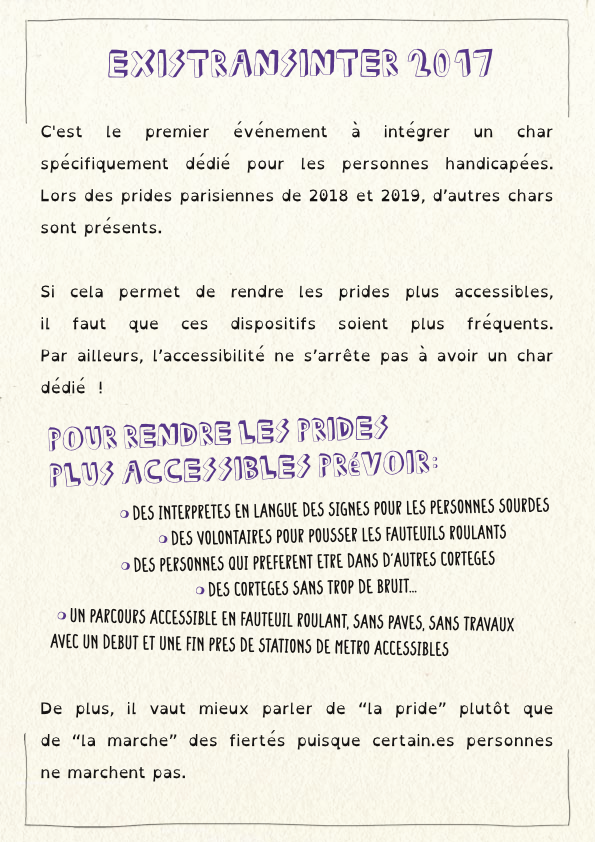 EXISTRANSINTER 2017
C'est le premier événement à intégrer un char
spécifiquement dédié pour les personnes handicapées.
Lors des prides parisiennes de 2018 et 2019, d’autres chars
sont présents.
Si cela permet de rendre les prides plus accessibles,
il faut que ces dispositifs soient plus fréquents.
Par ailleurs, l’accessibilité ne s’arrête pas à avoir un char
dédié !
POUR RENDRE LES PRIDES
PLUS ACCESSIBLES PRéVOIR:
❍ DES INTERPRETES EN LANGUE DES SIGNES POUR LES PERSONNES SOURDES
❍ DES VOLONTAIRES POUR POUSSER LES FAUTEUILS ROULANTS
❍ DES PERSONNES QUI PREFERENT ETRE DANS D'AUTRES CORTEGES
❍ DES CORTEGES SANS TROP DE BRUIT...
❍ UN PARCOURS ACCESSIBLE EN FAUTEUIL ROULANT, SANS PAVES, SANS TRAVAUX
AVEC UN DEBUT ET UNE FIN PRES DE STATIONS DE METRO ACCESSIBLES
De plus, il vaut mieux parler de “la pride” plutôt que
de “la marche” des fiertés puisque certain.es personnes
ne marchent pas.